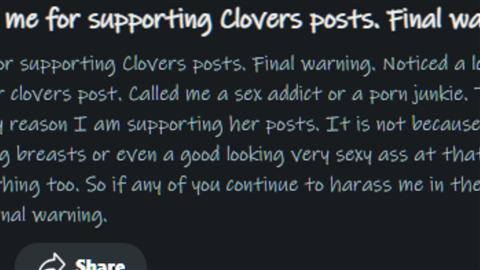 me for supporting Clovers posts. Final wa
or supporting Clovers posts. Final warning. Noticed a lo
r clovers post. Called me a sex addict or a porn junkie. T
y reason I am supporting her posts. It is not because
g breasts or even a good looking very sexy ass at that
thing too. So if any of you continue to harass me in the
nal warning.
Share